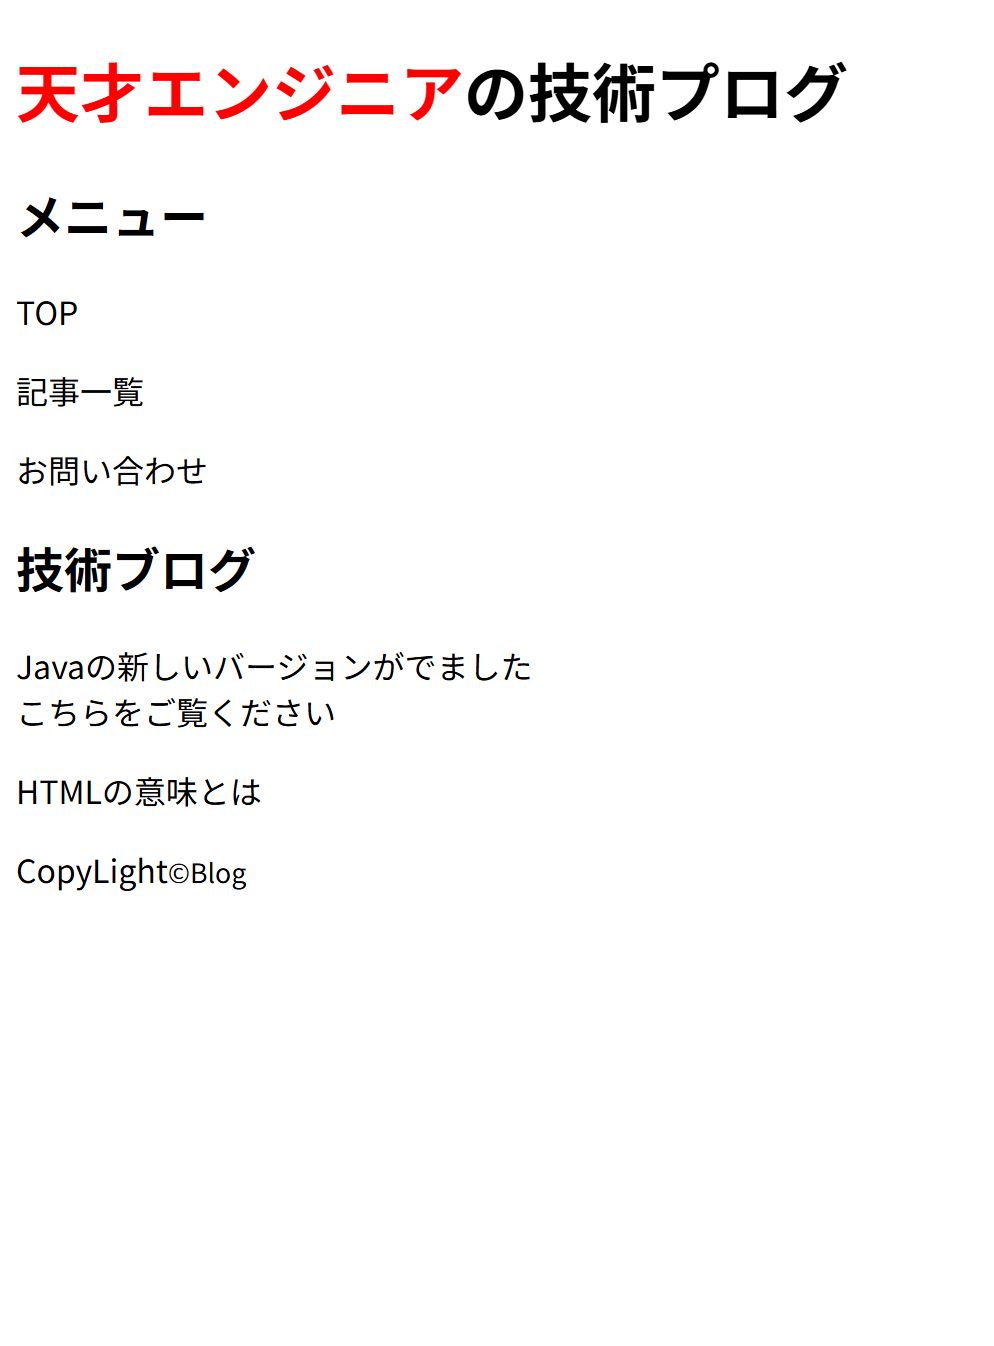 天才エンジニアの技術プログ
メニュー
TOP
記事一覧
お問い合わせ
技術ブログ
Javaの新しいバージョンがでました
こちらをご覧ください
HTMLの意味とは
CopyLight©Blog